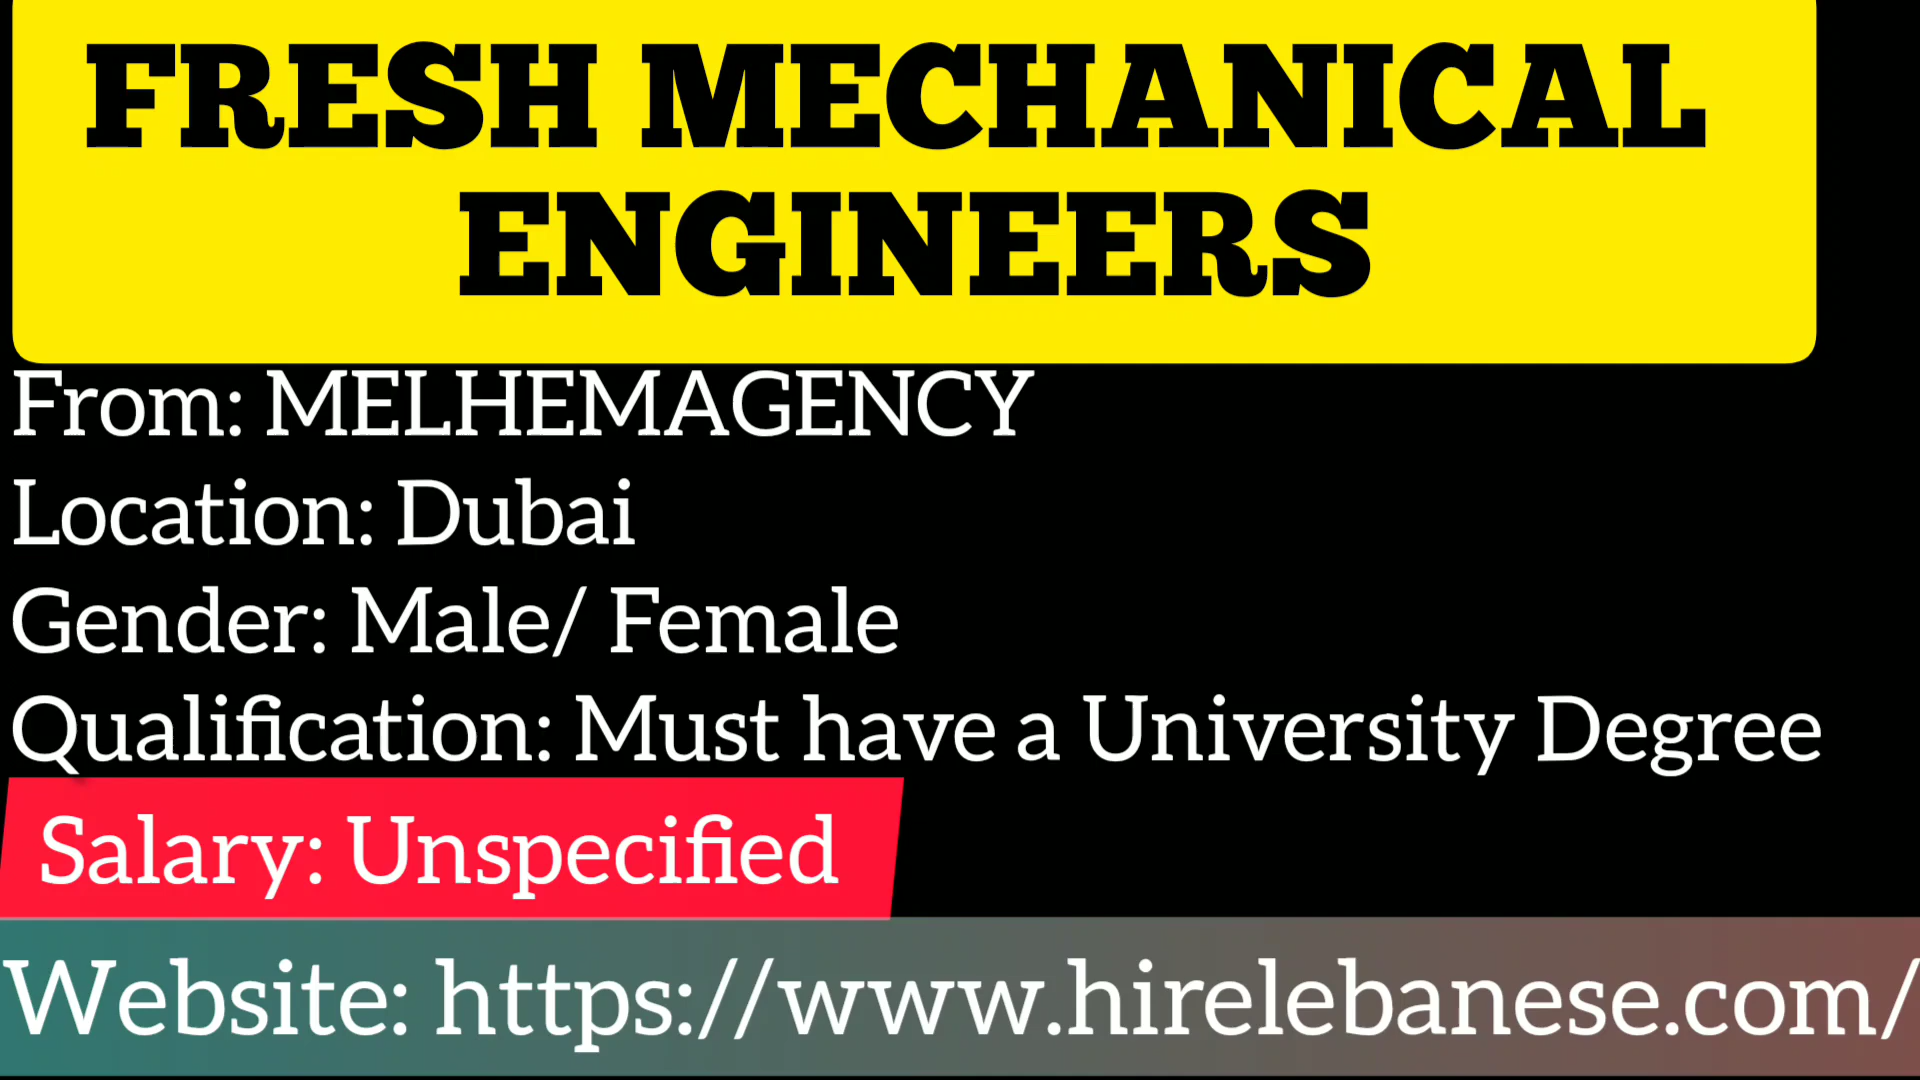 FRESH MECHANICAL
ENGINEERS
From: MELHEMAGENCY
Location: Dubai
Gender: Male/ Female
Qualification: Must have a University Degree
Salary: Unspecified
Website: https://www.hirelebanese.com/